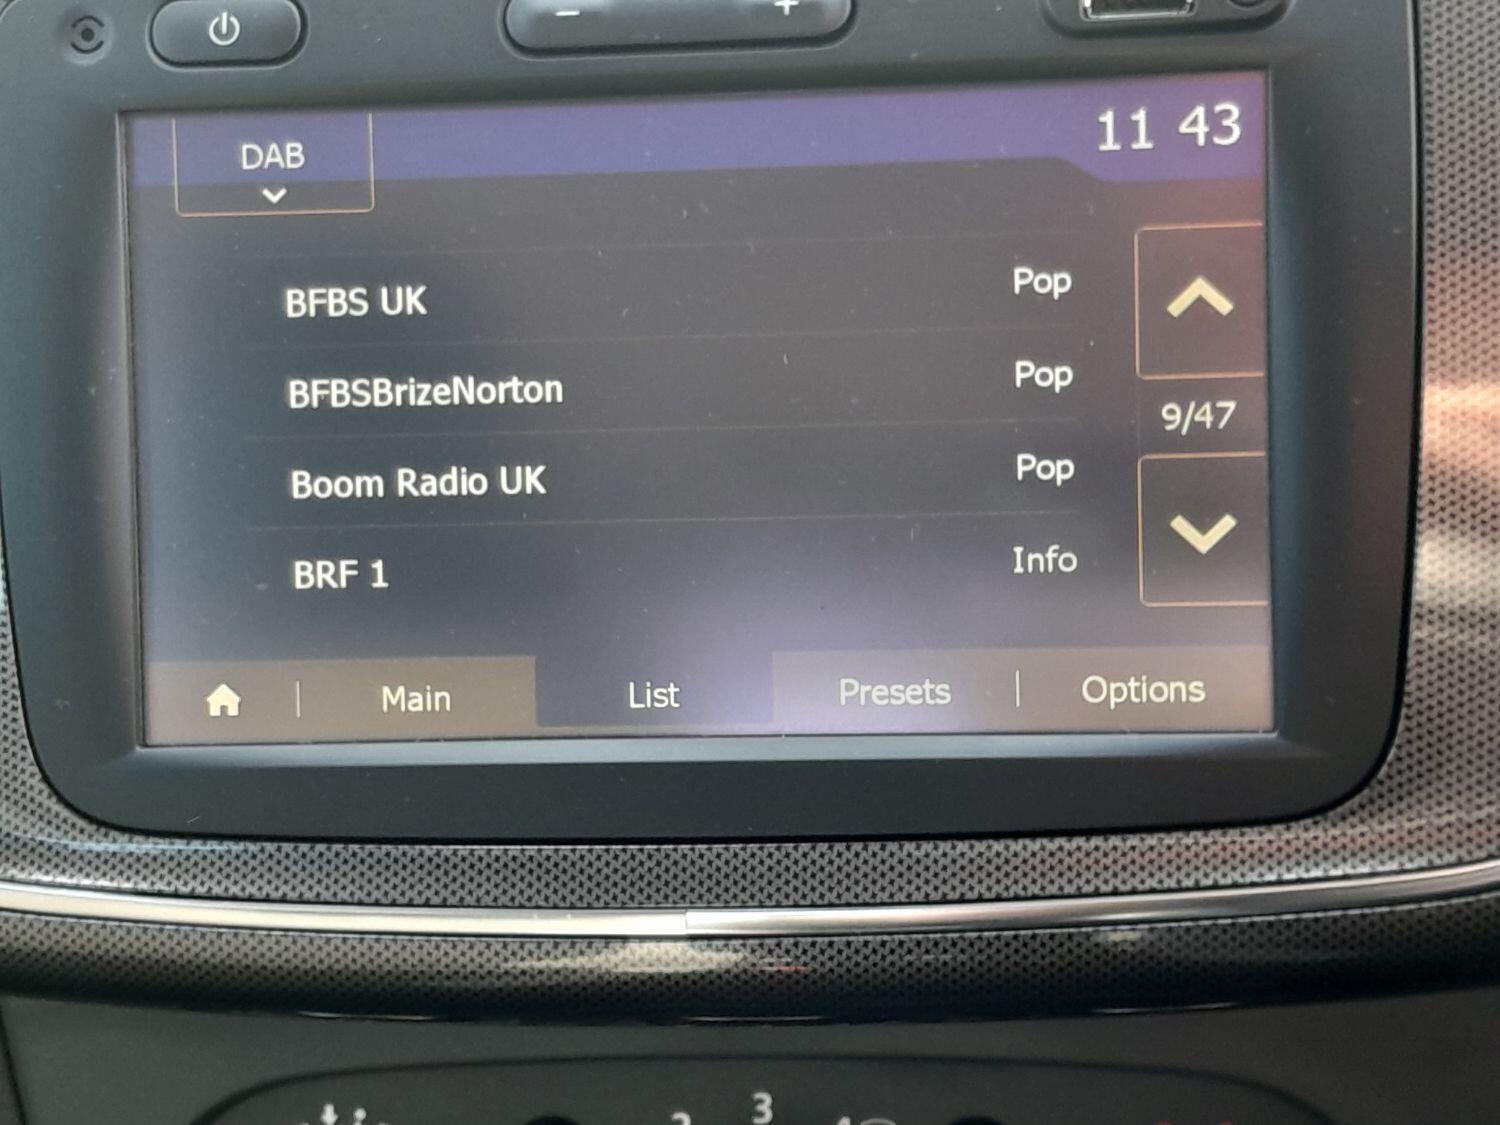 DAB
11 43
BFBS UK Pop
BFBSBrizeNorton Pop
Boom Radio UK Pop
BRF 1 Info
9/47
Main List Presets Options
3